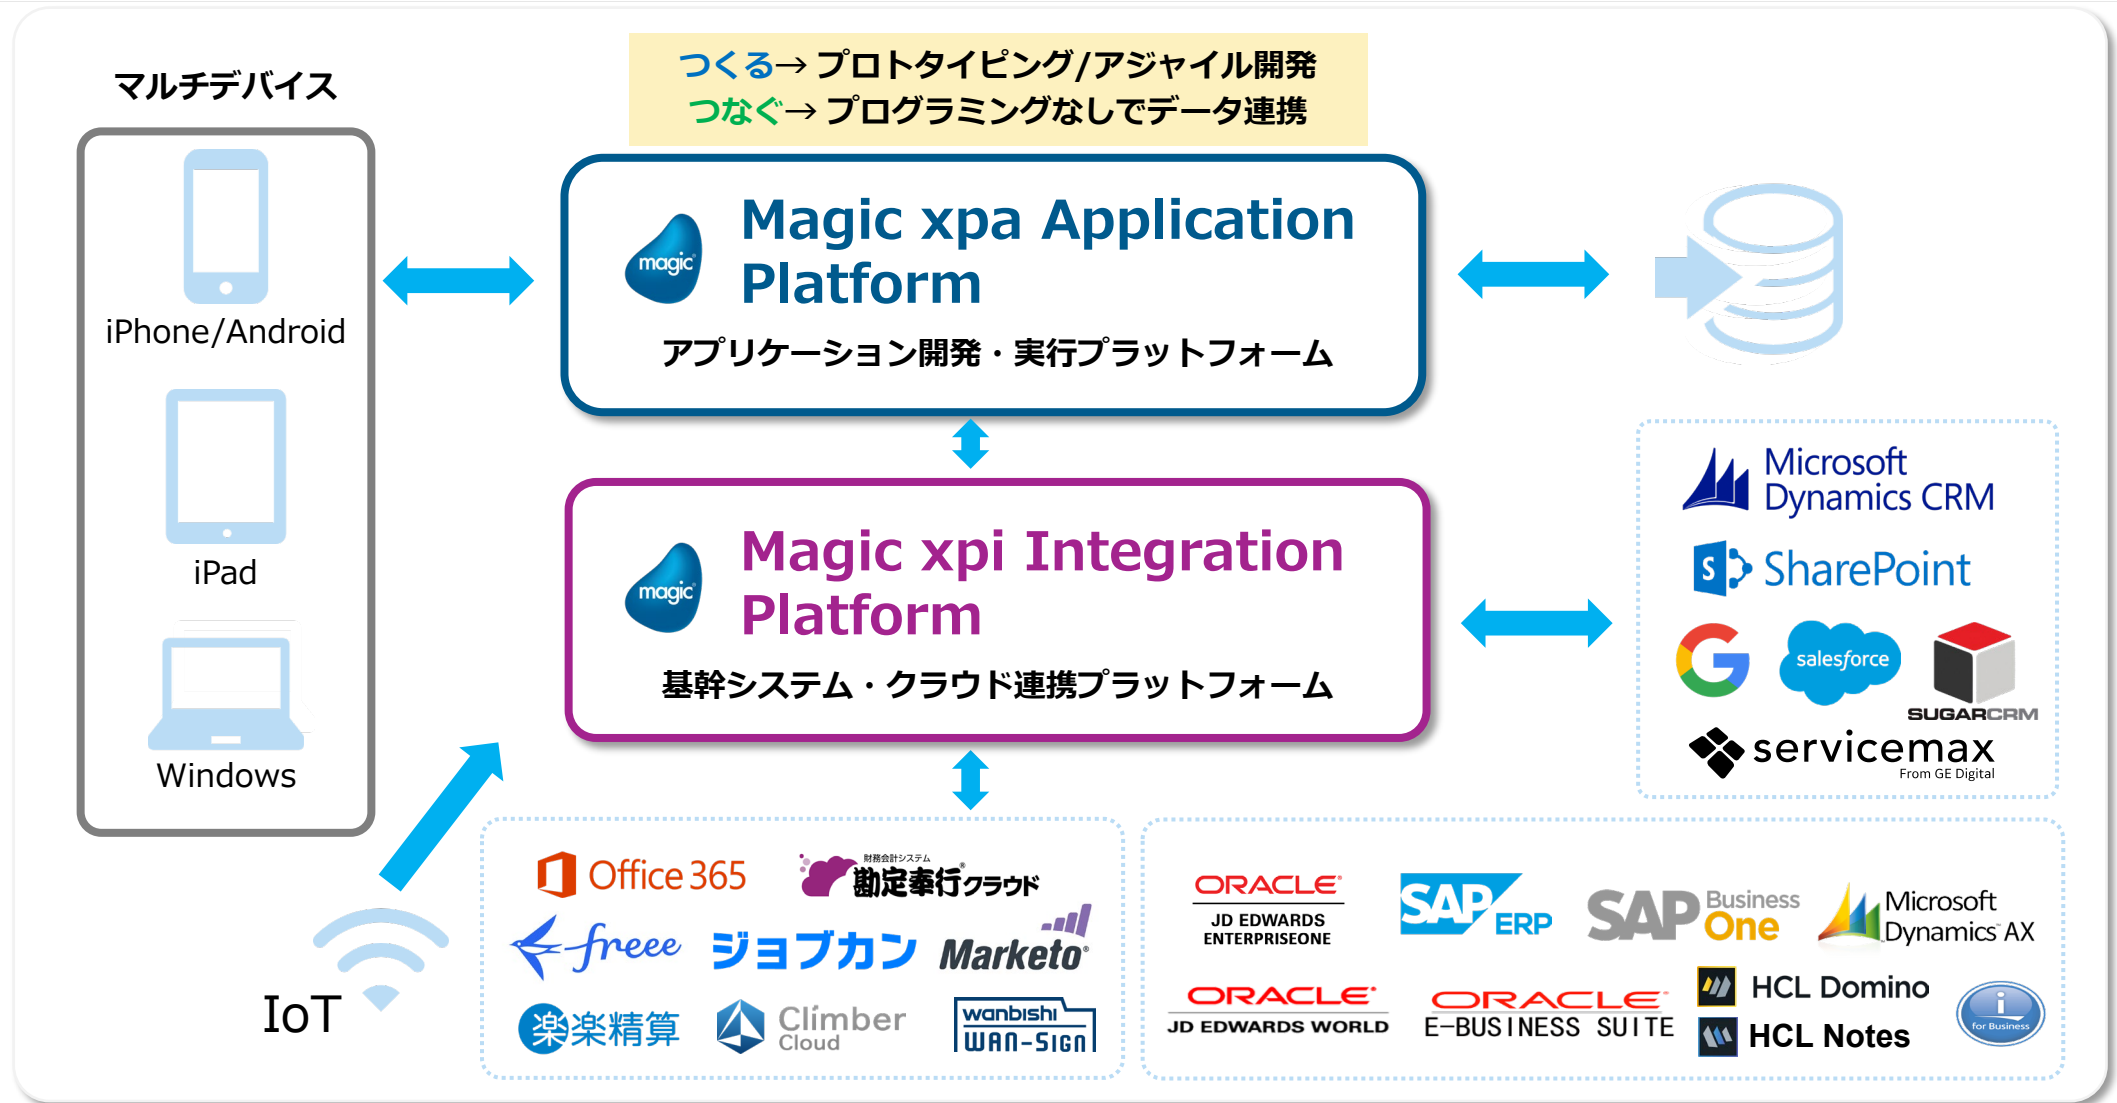 つくる→ プロトタイピング/アジャイル開発
つなぐ→ プログラミングなしでデータ連携
マルチデバイス
iPhone/Android
iPad
Windows
magic
Magic xpa Application
Platform
アプリケーション開発・実行プラットフォーム
magic
Magic xpi Integration
Platform
基幹システム・クラウド連携プラットフォーム
Microsoft
Dynamics CRM
S SharePoint
G
salesforce
SUGARCRM
servicemax
From GE Digital
IoT
Office 365
財務会計システム
勘定奉行®クラウド
freee
ジョブカン
Marketo®
楽楽精算
Climber
Cloud
wanbishi
WAN-SIGN
ORACLE®
JD EDWARDS
ENTERPRISEONE
SAP ERP
SAP Business
One
Microsoft
Dynamics™ AX
ORACLE®
JD EDWARDS WORLD
ORACLE®
E-BUSINESS SUITE
HCL Domino
HCL Notes
i
for Business